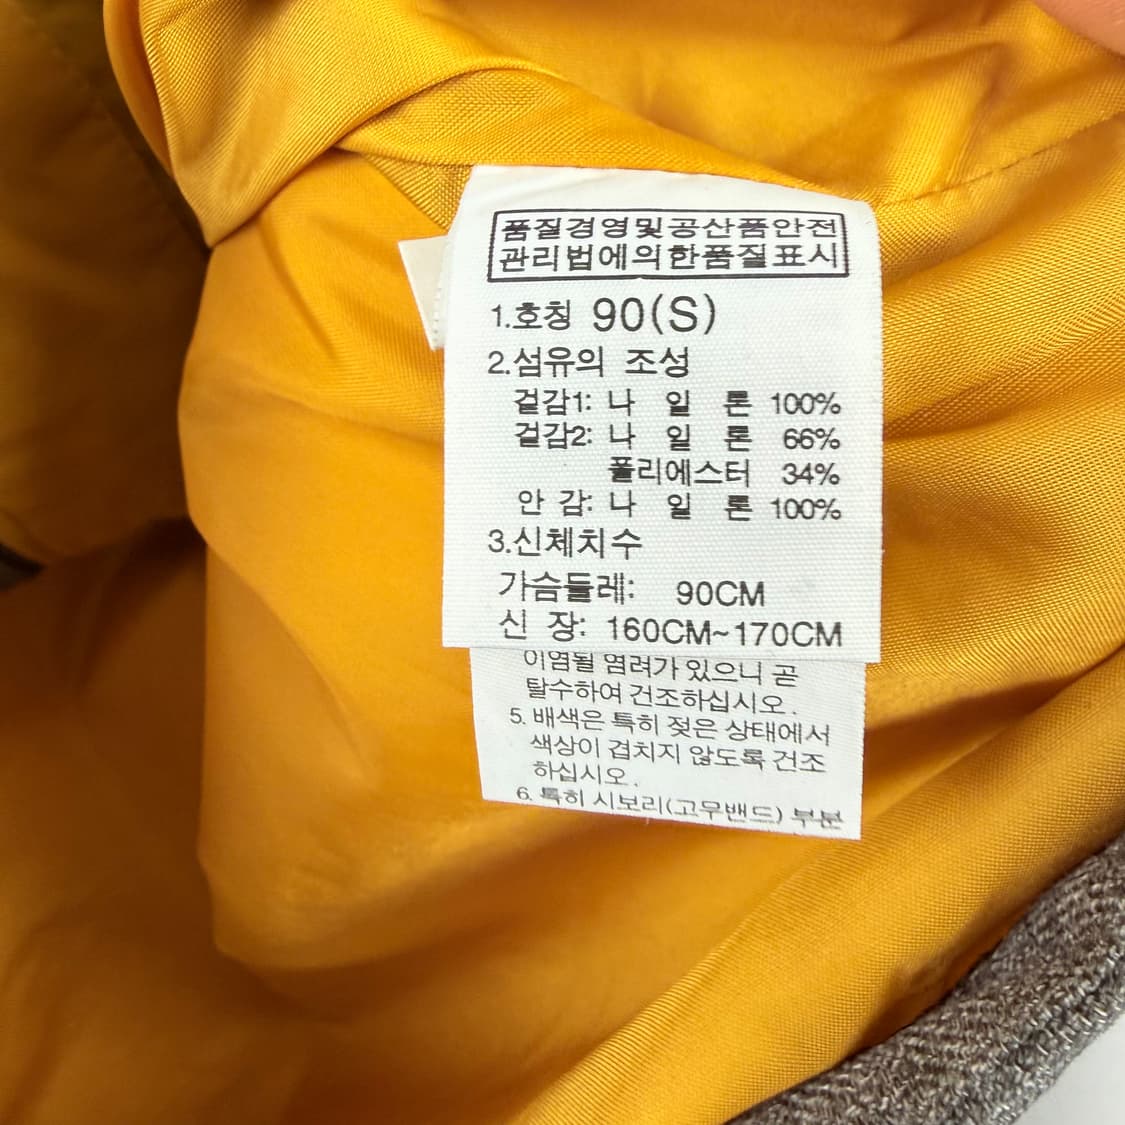 품질경영및공산품안전
관리법에의한품질표시
1.호칭 90(S)
2.섬유의 조성
겉감1: 나 일 론 100%
겉감2: 나 일 론 66%
폴리에스터 34%
안 감: 나 일 론 100%
3.신체치수
가슴들레: 90CM
신 장: 160CM~170CM
이염될 염려가 있으니 곧
탈수하여 건조하십시오.
5. 배색은 특히 젖은 상태에서
색상이 겹치지 않도록 건조
하십시오.
6. 특히 시보리(고무밴드) 부분